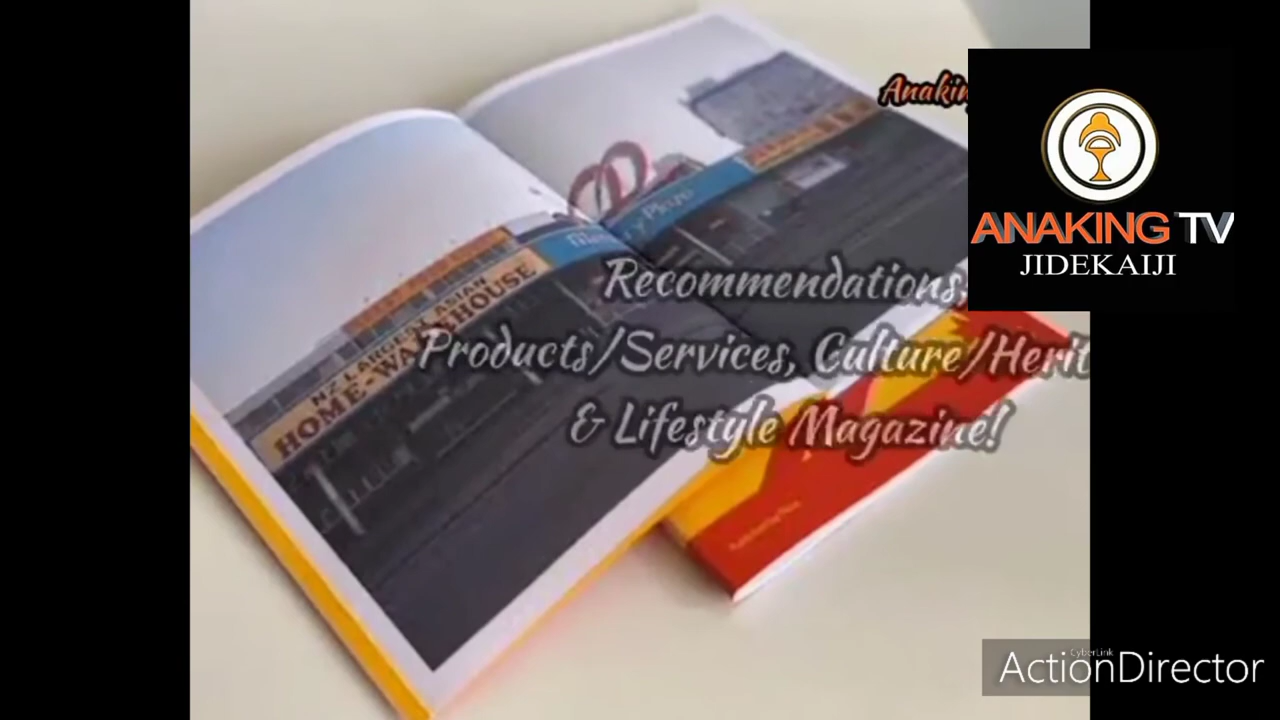 Anakin
ANAKING TV
JIDEKAIJI
Recommendations,
Products/Services, Culture/Herit
& Lifestyle Magazine!
NZ LARGEST ASIAN
HOME-WAREHOUSE
CyberLink
ActionDirector